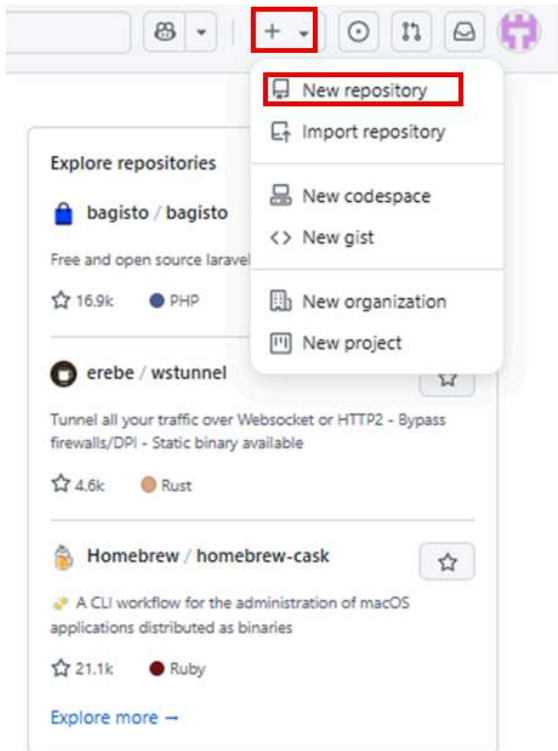 New repository
Import repository
New codespace
New gist
New organization
New project
Explore repositories
bagisto / bagisto
Free and open source laravel
16.9k PHP
erebe / wstunnel
Tunnel all your traffic over Websocket or HTTP2 - Bypass
firewalls/DPI - Static binary available
4.6k Rust
Homebrew / homebrew-cask
A CLI workflow for the administration of macOS
applications distributed as binaries
21.1k Ruby
Explore more →